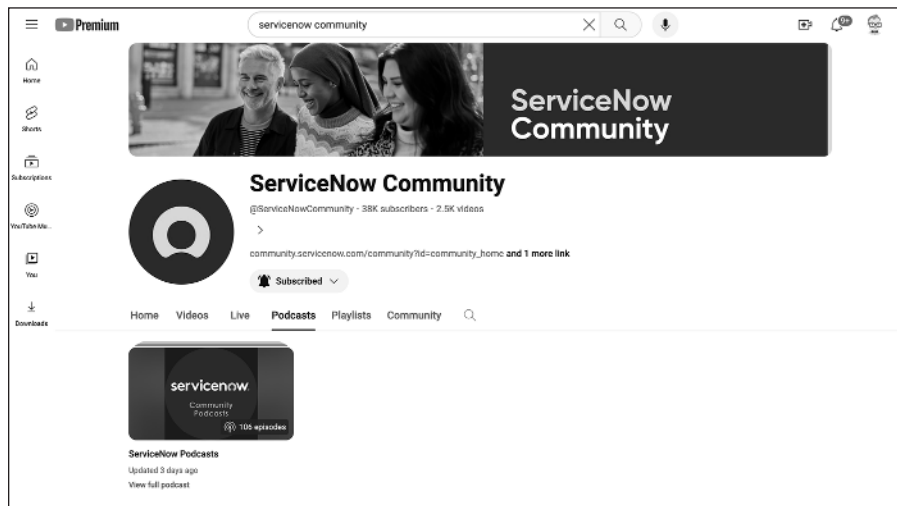 Premium
servicenow community
9+
Home
Shorts
Subscriptions
YouTube Mu...
You
Downloads
ServiceNow
Community
ServiceNow Community
@ServiceNowCommunity · 38K subscribers · 2.5K videos
community.servicenow.com/community?id=community_home and 1 more link
Subscribed
Home Videos Live Podcasts Playlists Community
servicenow.
Community
Podcasts
106 episodes
ServiceNow Podcasts
Updated 3 days ago
View full podcast